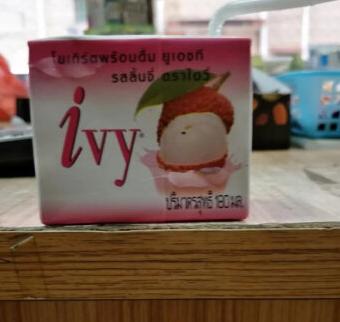 โยเกิร์ตพร้อมดื่ม ยูเอชที
รสลิ้นจี่ ตราไอวี่
ivy®
ปริมาตรสุทธิ 180 มล.